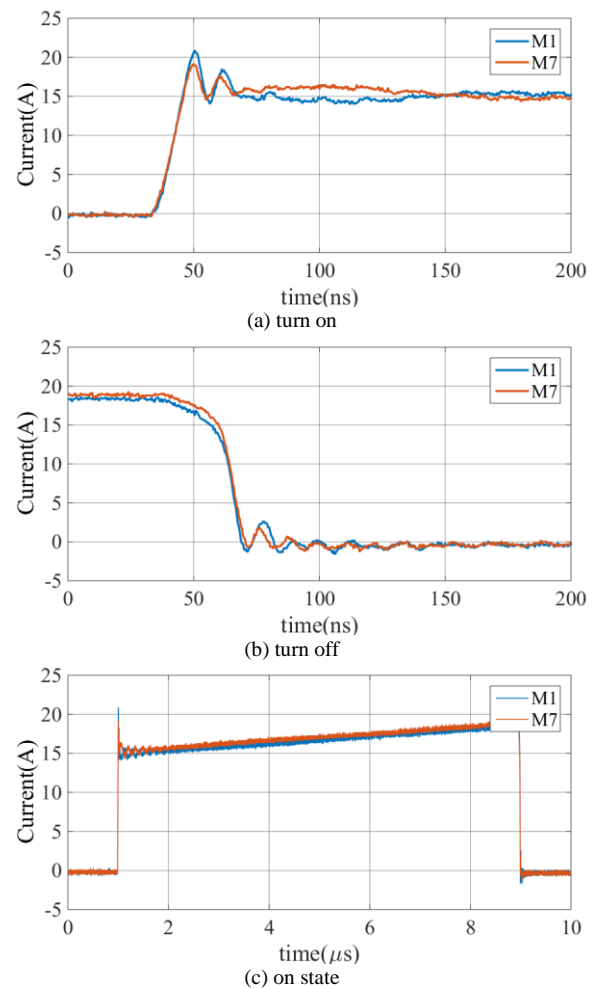 25
20
15
10
5
0
-5
Current(A)
M1
M7
0 50 100 150 200
time(ns)
(a) turn on
25
20
15
10
5
0
-5
Current(A)
M1
M7
0 50 100 150 200
time(ns)
(b) turn off
25
20
15
10
5
0
-5
Current(A)
M1
M7
0 2 4 6 8 10
time(μs)
(c) on state